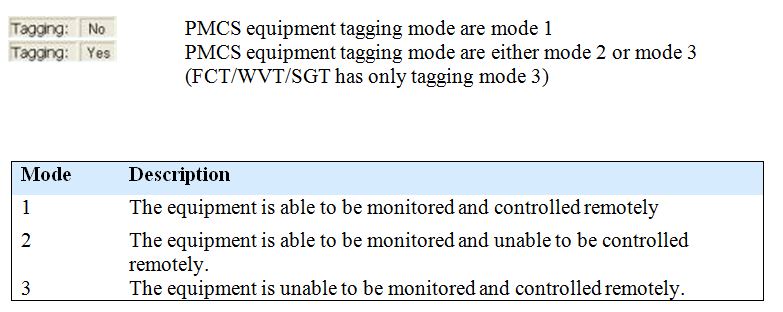 Tagging: No PMCS equipment tagging mode are mode 1
Tagging: Yes PMCS equipment tagging mode are either mode 2 or mode 3
(FCT/WVT/SGT has only tagging mode 3)
Mode Description
1 The equipment is able to be monitored and controlled remotely
2 The equipment is able to be monitored and unable to be controlled
remotely.
3 The equipment is unable to be monitored and controlled remotely.